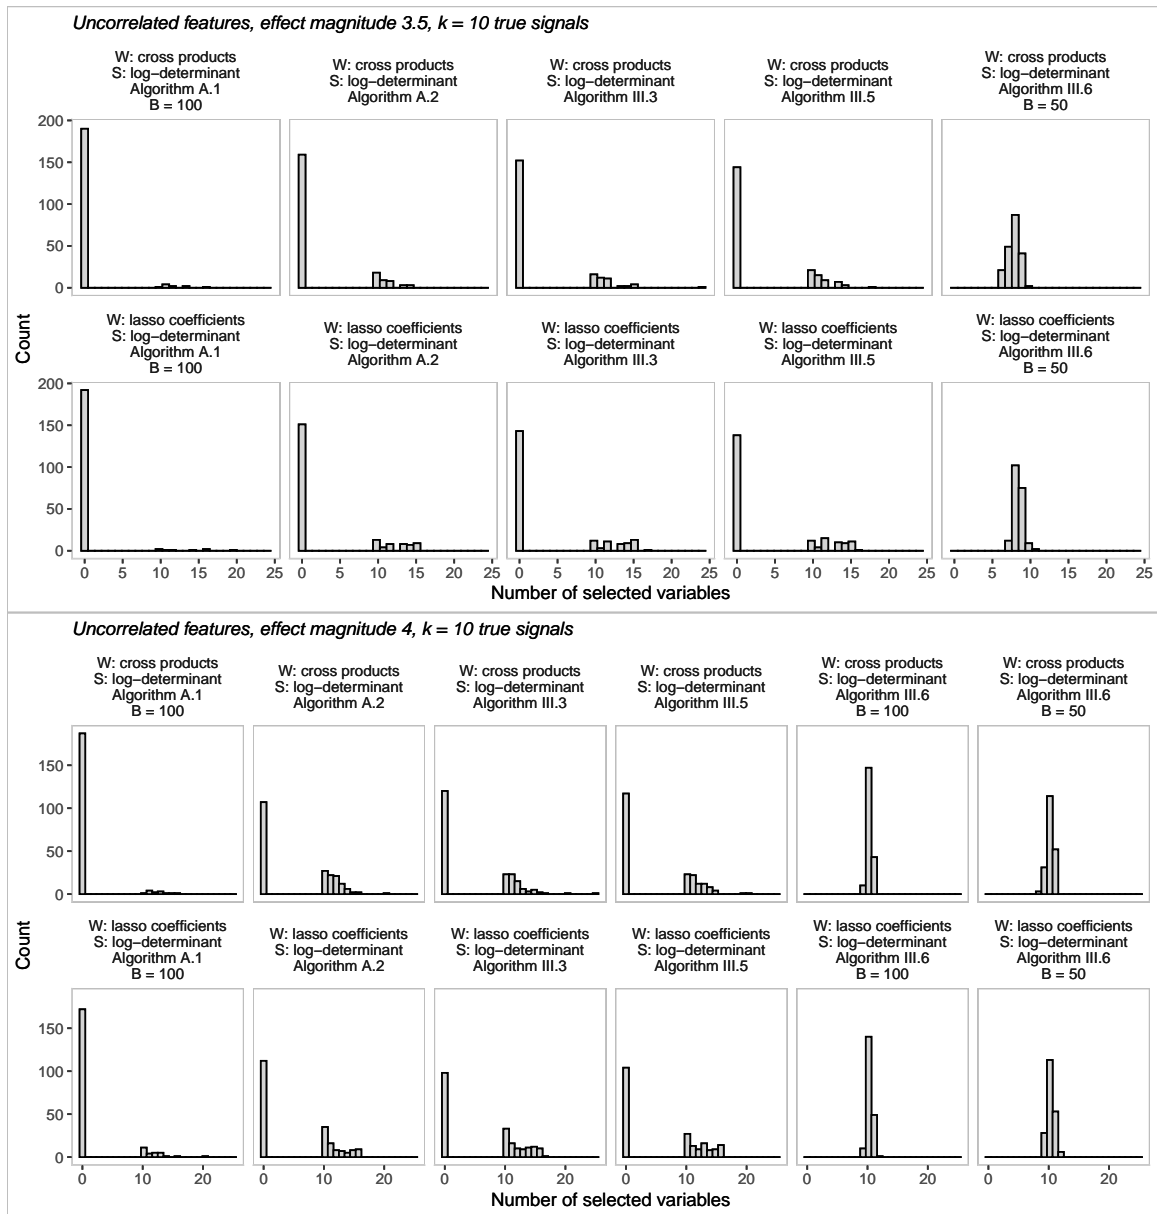 Uncorrelated features, effect magnitude 3.5, k = 10 true signals
W: cross products
S: log−determinant
Algorithm A.1
B = 100
W: cross products
S: log−determinant
Algorithm A.2
W: cross products
S: log−determinant
Algorithm III.3
W: cross products
S: log−determinant
Algorithm III.5
W: cross products
S: log−determinant
Algorithm III.6
B = 50
200
150
100
50
0
W: lasso coefficients
S: log−determinant
Algorithm A.1
B = 100
W: lasso coefficients
S: log−determinant
Algorithm A.2
W: lasso coefficients
S: log−determinant
Algorithm III.3
W: lasso coefficients
S: log−determinant
Algorithm III.5
W: lasso coefficients
S: log−determinant
Algorithm III.6
B = 50
Count
200
150
100
50
0
0 5 10 15 20 25 0 5 10 15 20 25 0 5 10 15 20 25 0 5 10 15 20 25 0 5 10 15 20 25
Number of selected variables
Uncorrelated features, effect magnitude 4, k = 10 true signals
W: cross products
S: log−determinant
Algorithm A.1
B = 100
W: cross products
S: log−determinant
Algorithm A.2
W: cross products
S: log−determinant
Algorithm III.3
W: cross products
S: log−determinant
Algorithm III.5
W: cross products
S: log−determinant
Algorithm III.6
B = 100
W: cross products
S: log−determinant
Algorithm III.6
B = 50
150
100
50
0
W: lasso coefficients
S: log−determinant
Algorithm A.1
B = 100
W: lasso coefficients
S: log−determinant
Algorithm A.2
W: lasso coefficients
S: log−determinant
Algorithm III.3
W: lasso coefficients
S: log−determinant
Algorithm III.5
W: lasso coefficients
S: log−determinant
Algorithm III.6
B = 100
W: lasso coefficients
S: log−determinant
Algorithm III.6
B = 50
Count
150
100
50
0
0 10 20 0 10 20 0 10 20 0 10 20 0 10 20 0 10 20
Number of selected variables